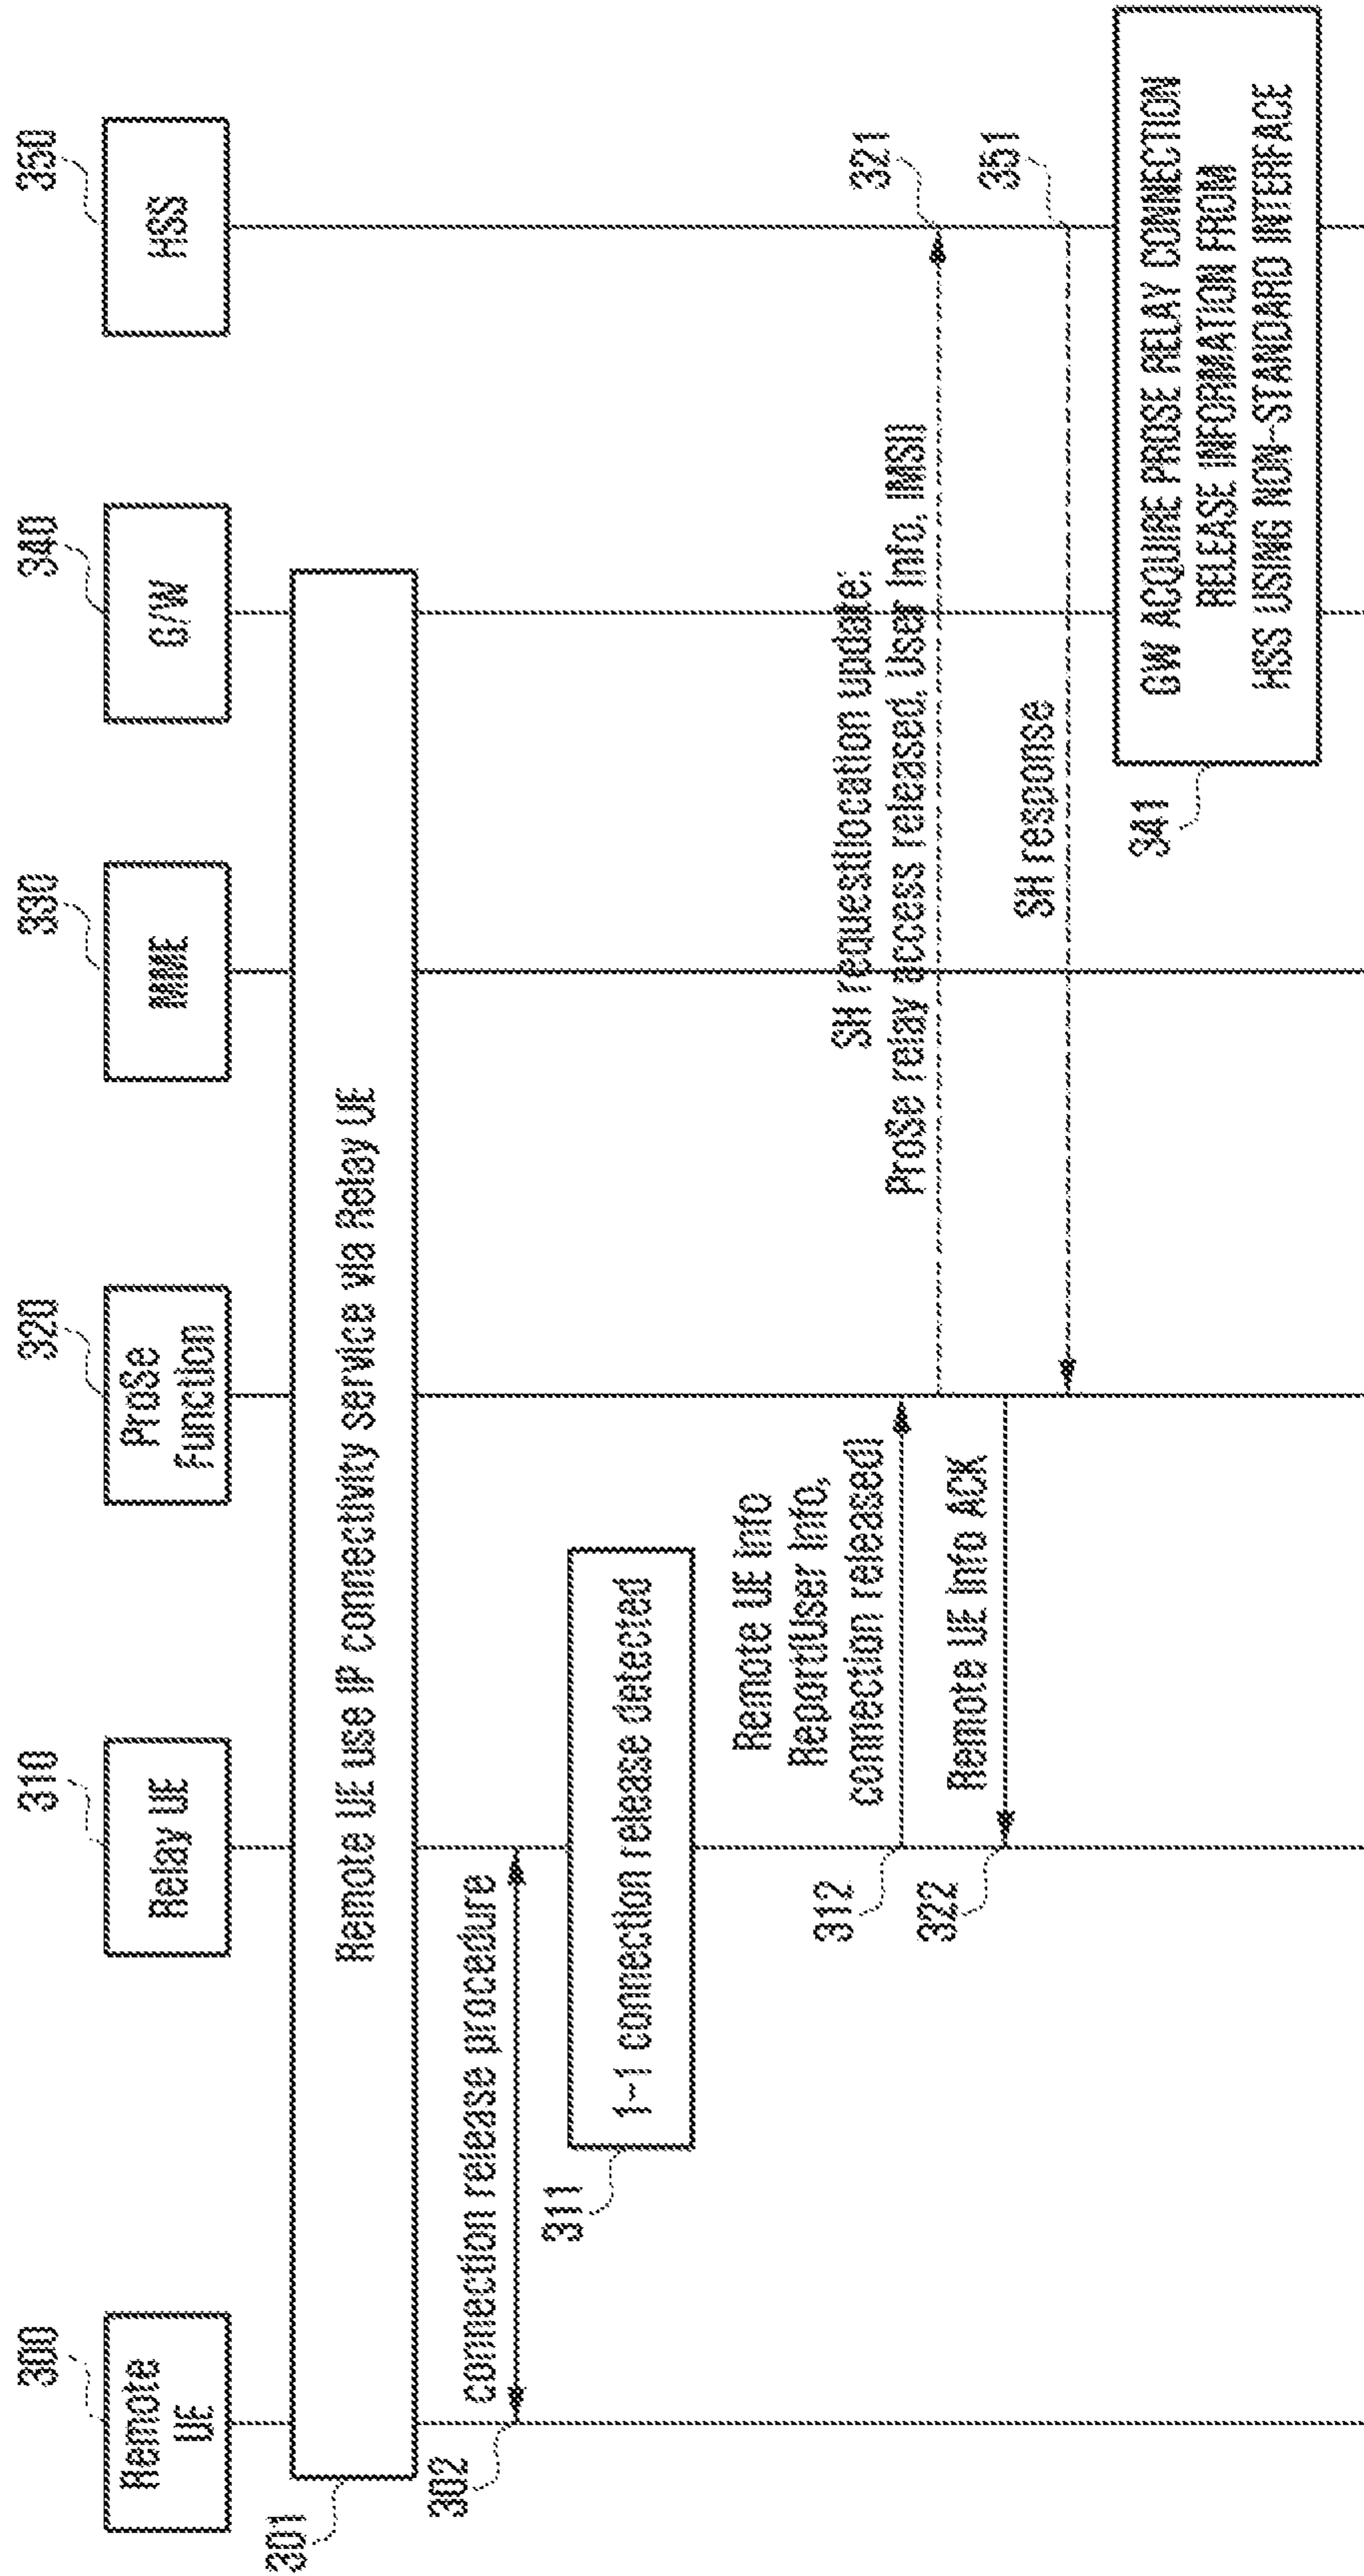 300
Remote
UE
310
Relay UE
320
ProSe
Function
330
MME
340
G/W
350
HSS
301
Remote UE use IP connectivity service via Relay UE
302
connection release procedure
311
1-1 connection release detected
312
Remote UE Info
Report[User Info,
connection released]
321
SH request[location update:
ProSe relay access released, User Info, IMSI]
322
Remote UE Info ACK
351
SH response
341
GW ACQUIRE PROSE RELAY CONNECTION
RELEASE INFORMATION FROM
HSS USING NON-STANDARD INTERFACE